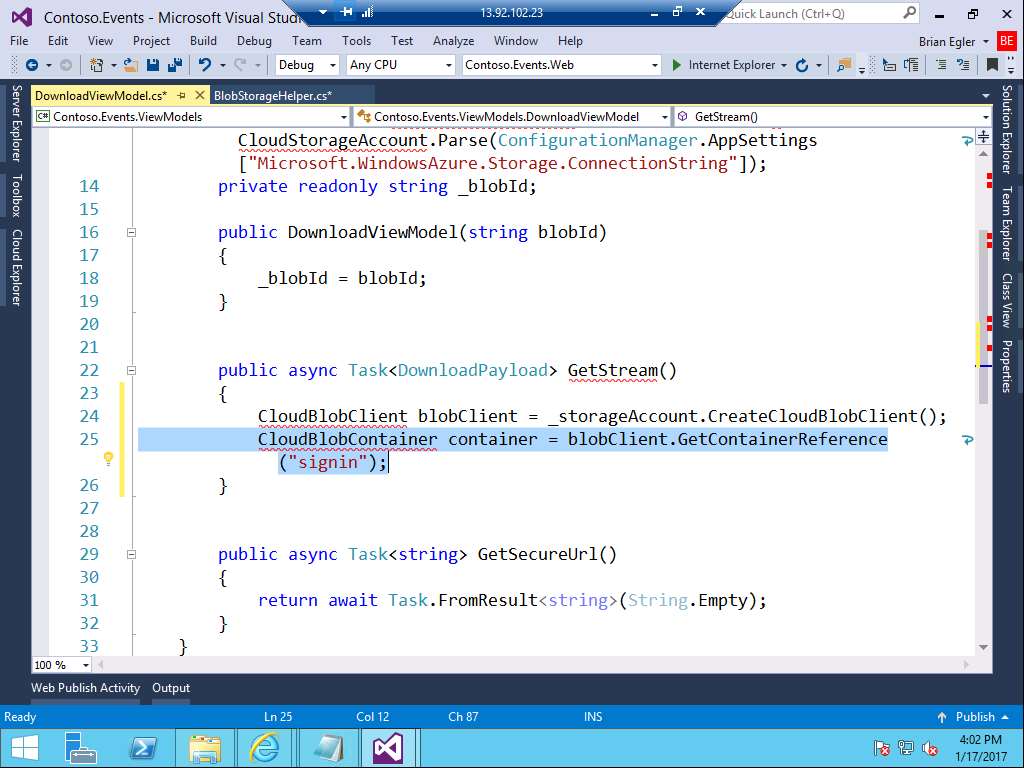 Contoso.Events - Microsoft Visual Studi
13.92.102.23
Quick Launch (Ctrl+Q)
File Edit View Project Build Debug Team Tools Test Analyze Window Help
Brian Egler BE
Debug Any CPU Contoso.Events.Web Internet Explorer
DownloadViewModel.cs* BlobStorageHelper.cs*
C# Contoso.Events.ViewModels Contoso.Events.ViewModels.DownloadViewModel GetStream()
Server Explorer
Toolbox
Cloud Explorer
CloudStorageAccount.Parse(ConfigurationManager.AppSettings
["Microsoft.WindowsAzure.Storage.ConnectionString"]);
14 private readonly string _blobId;
15
16 public DownloadViewModel(string blobId)
17 {
18 _blobId = blobId;
19 }
20
21
22 public async Task<DownloadPayload> GetStream()
23 {
24 CloudBlobClient blobClient = _storageAccount.CreateCloudBlobClient();
25 CloudBlobContainer container = blobClient.GetContainerReference
("signin");
26 }
27
28
29 public async Task<string> GetSecureUrl()
30 {
31 return await Task.FromResult<string>(String.Empty);
32 }
33 }
Solution Explorer
Team Explorer
Class View
Properties
100 %
Web Publish Activity Output
Ready Ln 25 Col 12 Ch 87 INS Publish
4:02 PM
1/17/2017